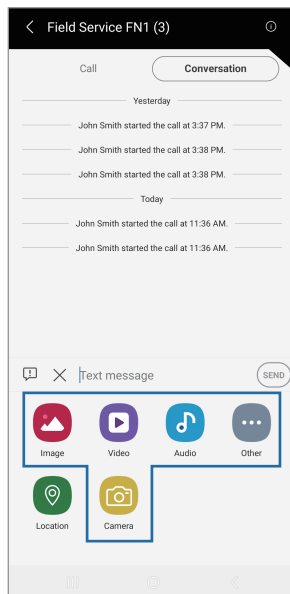 Field Service FN1 (3)
Call Conversation
Yesterday
John Smith started the call at 3:37 PM.
John Smith started the call at 3:38 PM.
John Smith started the call at 3:38 PM.
Today
John Smith started the call at 11:36 AM.
John Smith started the call at 11:36 AM.
Text message SEND
Image Video Audio Other
Location Camera